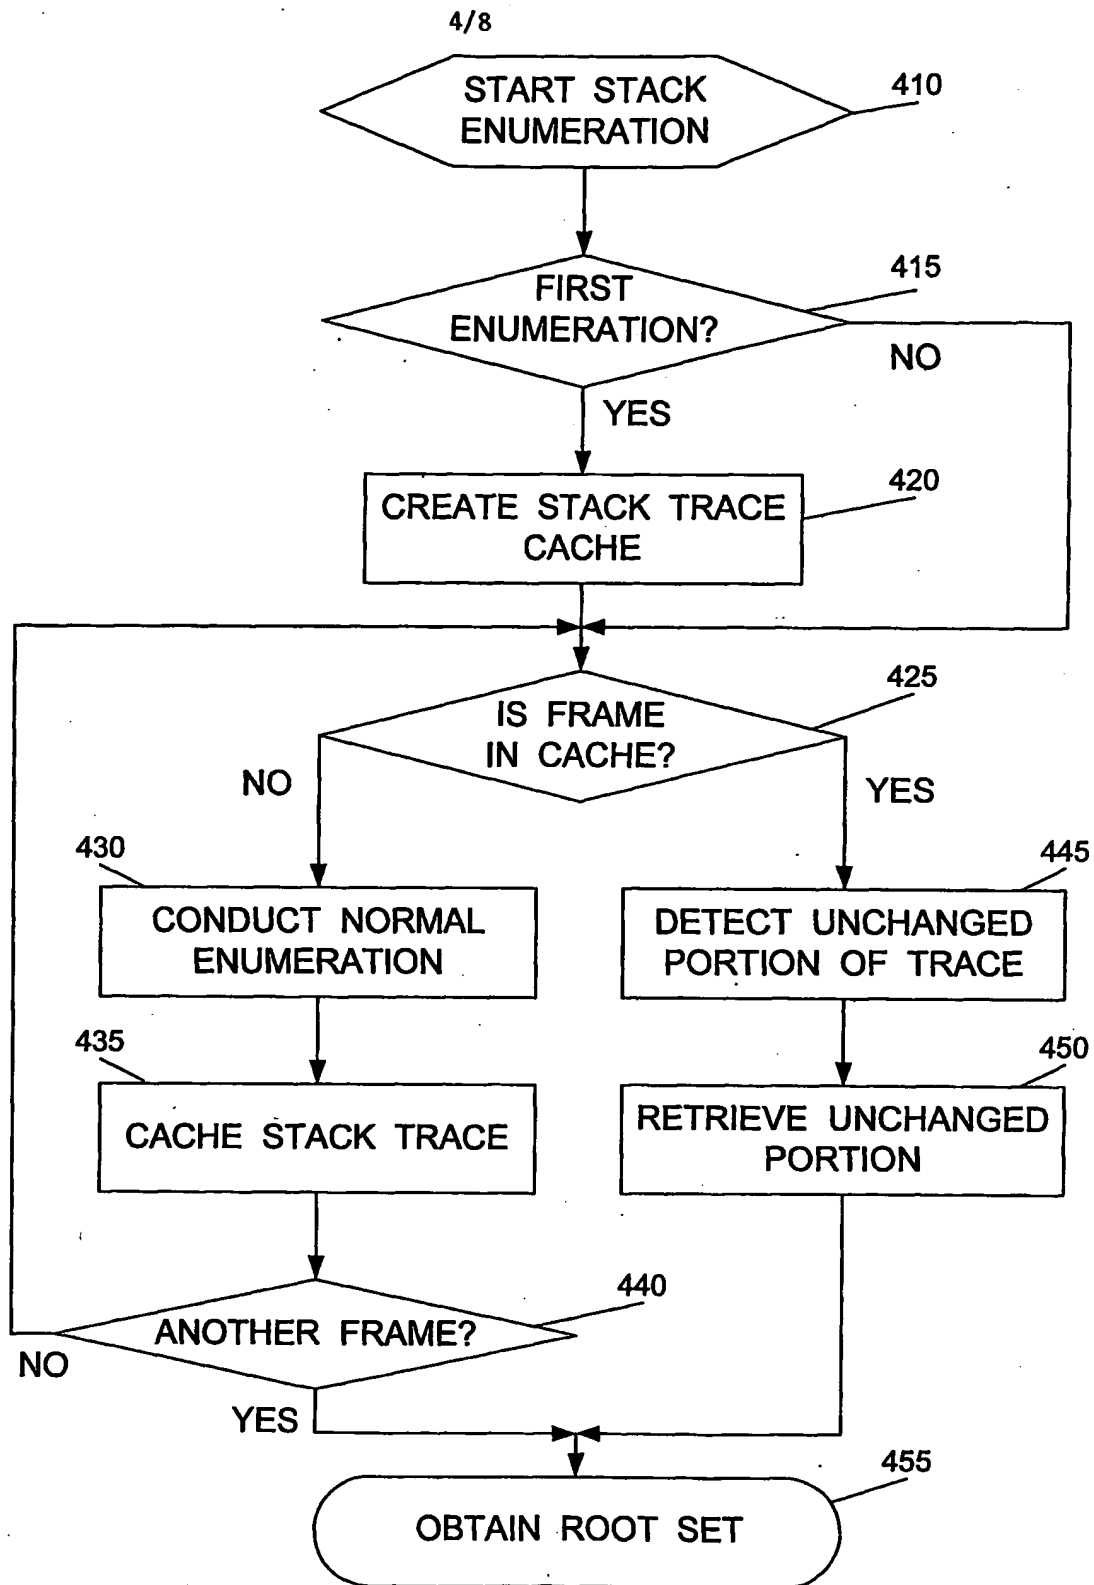 4/8
START STACK
ENUMERATION
410
FIRST
ENUMERATION?
415
NO
YES
CREATE STACK TRACE
CACHE
420
IS FRAME
IN CACHE?
425
NO
YES
430
CONDUCT NORMAL
ENUMERATION
445
DETECT UNCHANGED
PORTION OF TRACE
435
CACHE STACK TRACE
450
RETRIEVE UNCHANGED
PORTION
440
ANOTHER FRAME?
NO
YES
455
OBTAIN ROOT SET